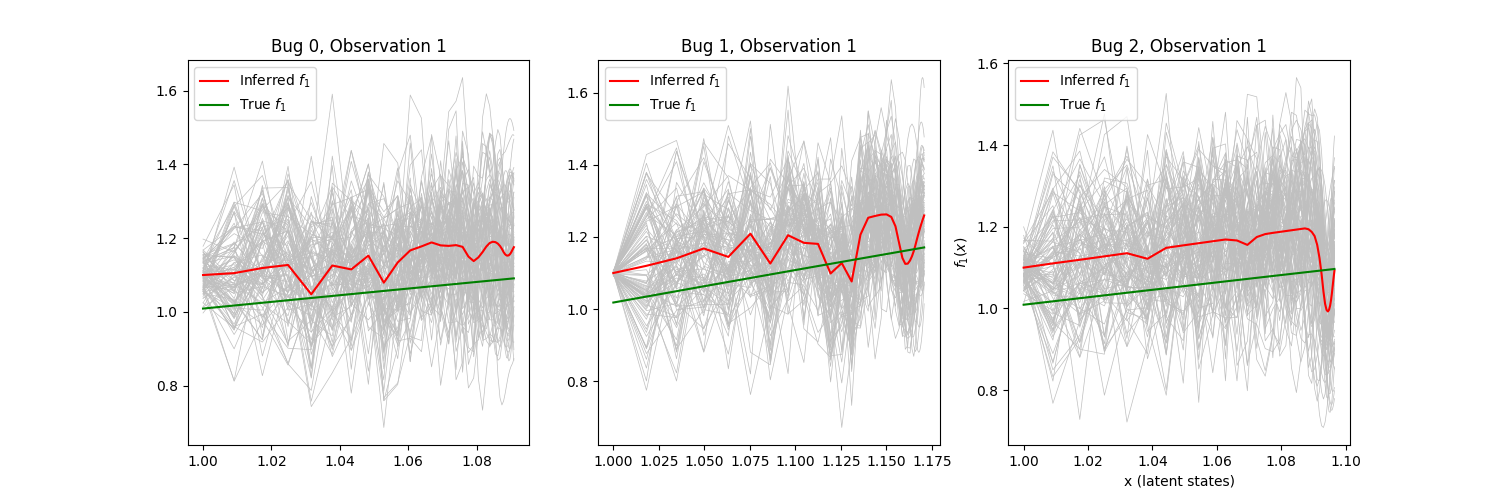 Bug 0, Observation 1
Inferred f₁
True f₁
1.6
1.4
1.2
1.0
0.8
1.00 1.02 1.04 1.06 1.08
Bug 1, Observation 1
Inferred f₁
True f₁
1.6
1.4
1.2
1.0
0.8
1.000 1.025 1.050 1.075 1.100 1.125 1.150 1.175
Bug 2, Observation 1
Inferred f₁
True f₁
f₁(x)
1.6
1.4
1.2
1.0
0.8
1.00 1.02 1.04 1.06 1.08 1.10
x (latent states)